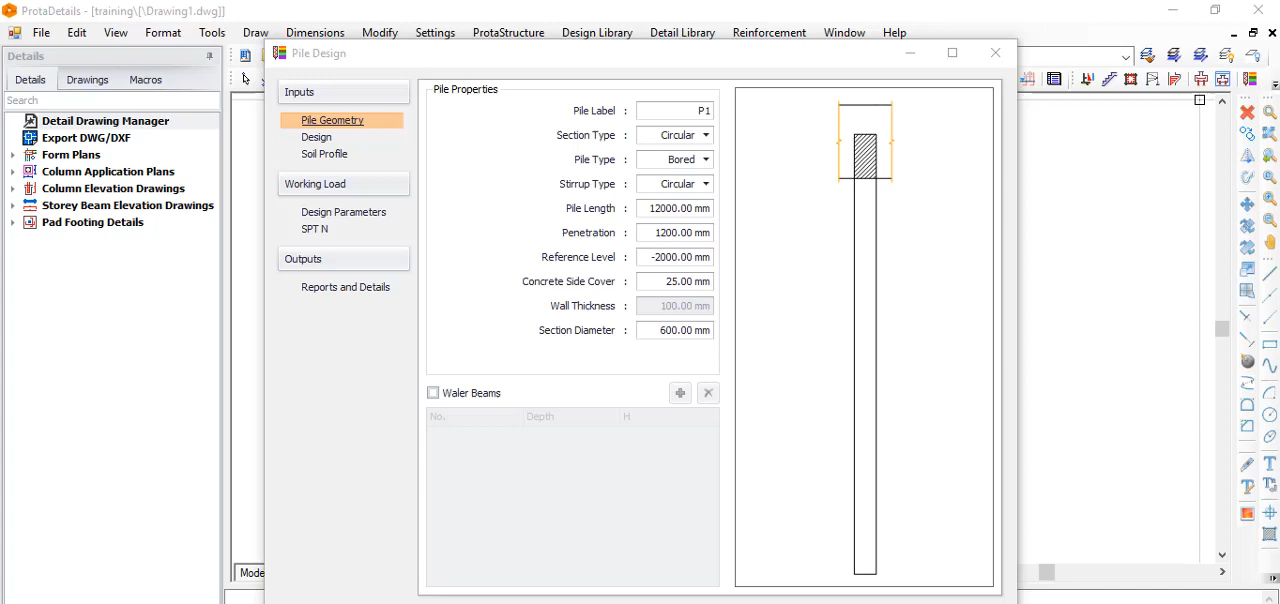 ProtaDetails - [training\[\Drawing1.dwg]]
File Edit View Format Tools Draw Dimensions Modify Settings ProtaStructure Design Library Detail Library Reinforcement Window Help
Details
Details Drawings Macros
Search
Detail Drawing Manager
Export DWG/DXF
Form Plans
Column Application Plans
Column Elevation Drawings
Storey Beam Elevation Drawings
Pad Footing Details
Pile Design
Inputs
Pile Geometry
Design
Soil Profile
Working Load
Design Parameters
SPT N
Outputs
Reports and Details
Pile Properties
Pile Label : P1
Section Type : Circular
Pile Type : Bored
Stirrup Type : Circular
Pile Length : 12000.00 mm
Penetration : 1200.00 mm
Reference Level : -2000.00 mm
Concrete Side Cover : 25.00 mm
Wall Thickness : 100.00 mm
Section Diameter : 600.00 mm
Waler Beams
No. Depth H
Mode